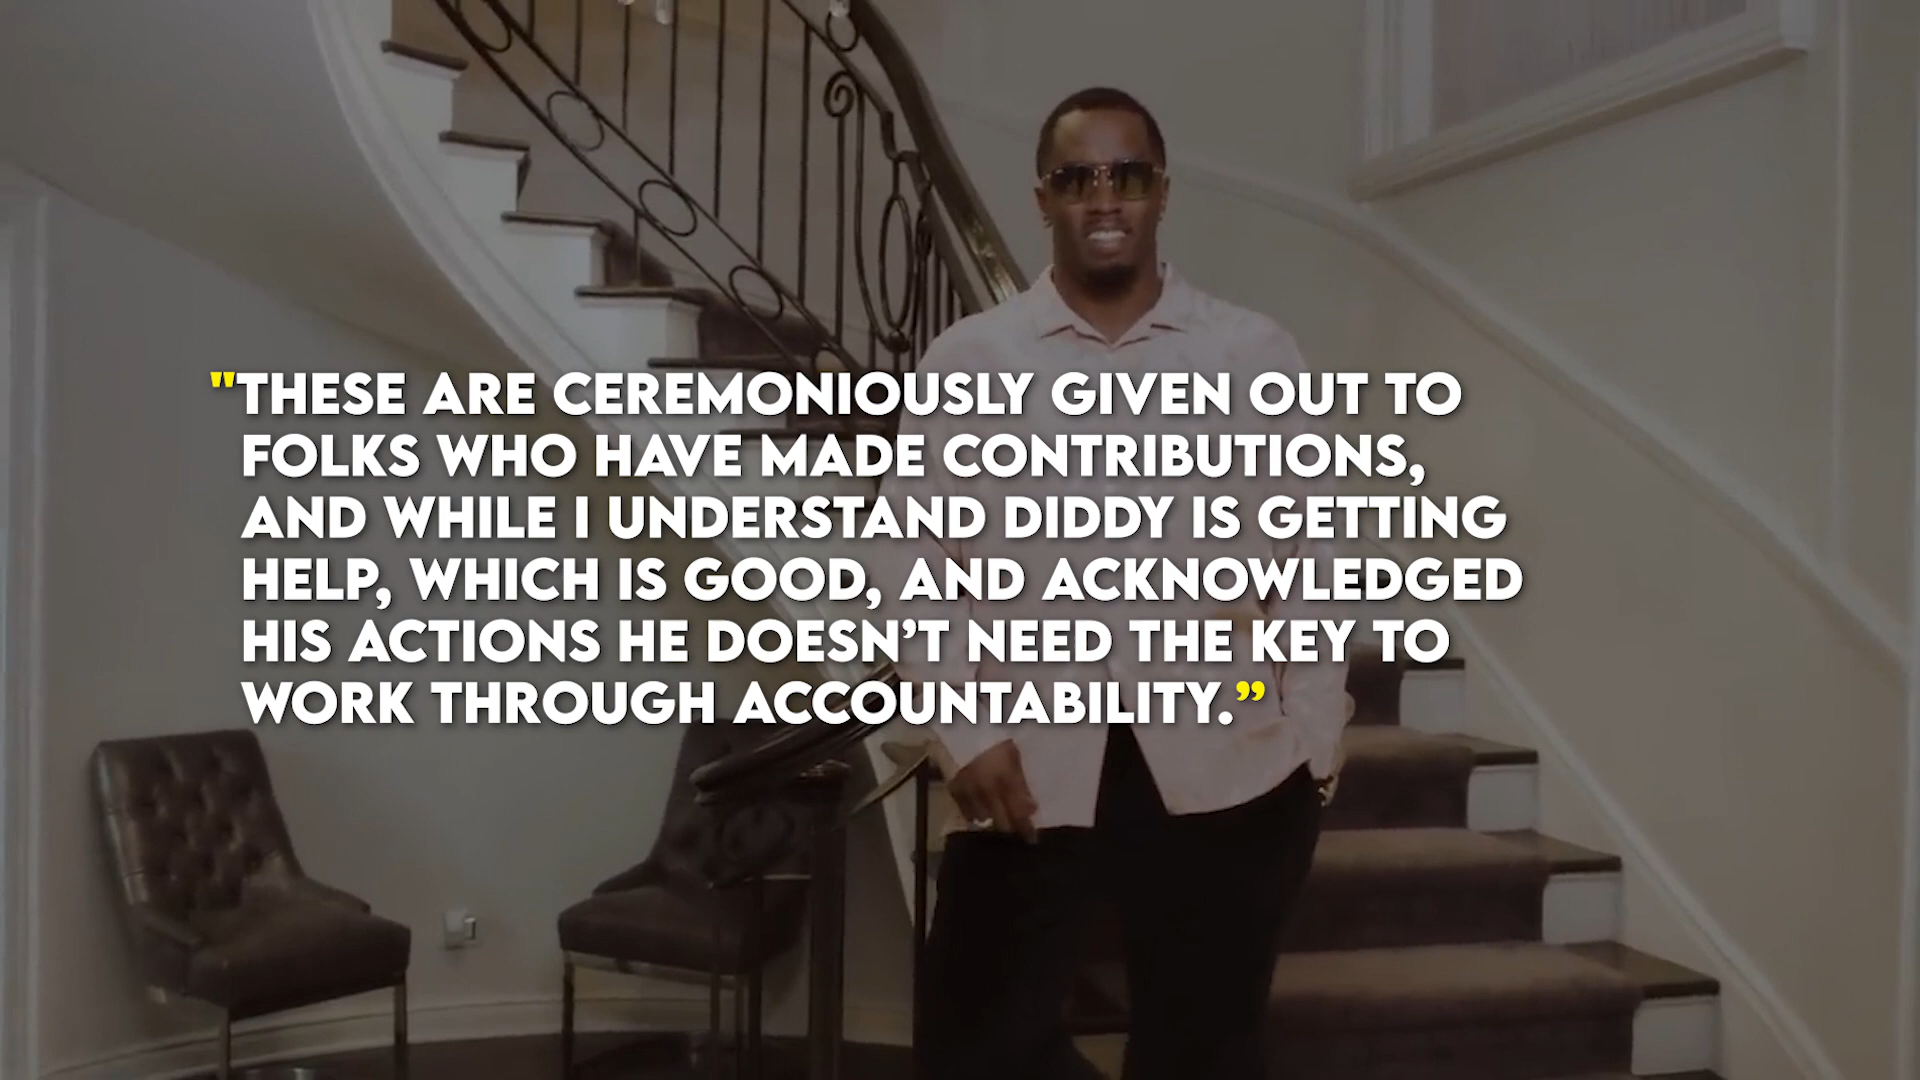 "THESE ARE CEREMONIOUSLY GIVEN OUT TO
FOLKS WHO HAVE MADE CONTRIBUTIONS,
AND WHILE I UNDERSTAND DIDDY IS GETTING
HELP, WHICH IS GOOD, AND ACKNOWLEDGED
HIS ACTIONS HE DOESN’T NEED THE KEY TO
WORK THROUGH ACCOUNTABILITY.”